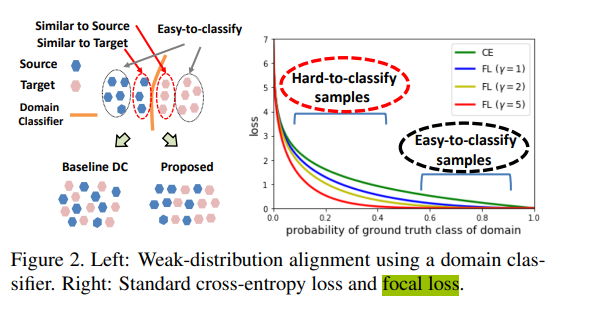 Similar to Source
Similar to Target
Easy-to-classify
Source
Target
Domain
Classifier
Baseline DC
Proposed
7
6
5
4
3
2
1
0
loss
Hard-to-classify
samples
CE
FL (γ=1)
FL (γ=2)
FL (γ=5)
Easy-to-classify
samples
0.0 0.2 0.4 0.6 0.8 1.0
probability of ground truth class of domain
Figure 2. Left: Weak-distribution alignment using a domain clas-
sifier. Right: Standard cross-entropy loss and focal loss.